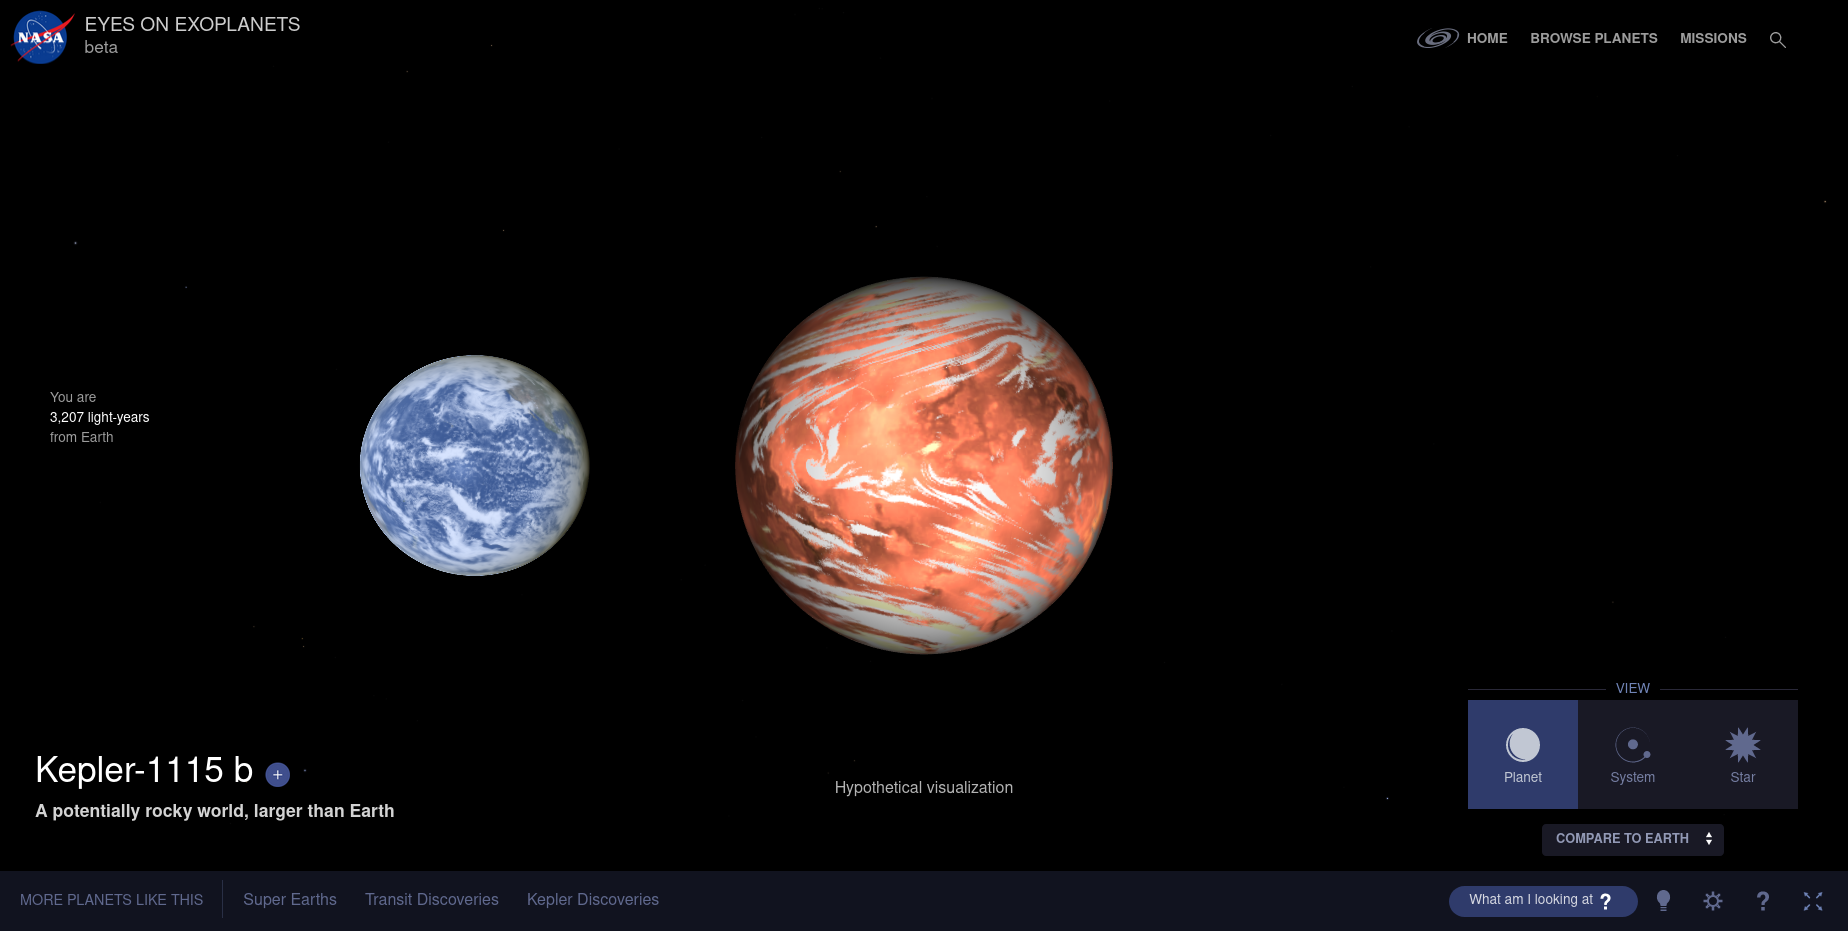 NASA
EYES ON EXOPLANETS
beta
HOME
BROWSE PLANETS
MISSIONS
You are
3,207 light-years
from Earth
Kepler-1115 b +
A potentially rocky world, larger than Earth
Hypothetical visualization
VIEW
Planet
System
Star
COMPARE TO EARTH
MORE PLANETS LIKE THIS
Super Earths
Transit Discoveries
Kepler Discoveries
What am I looking at ?
?